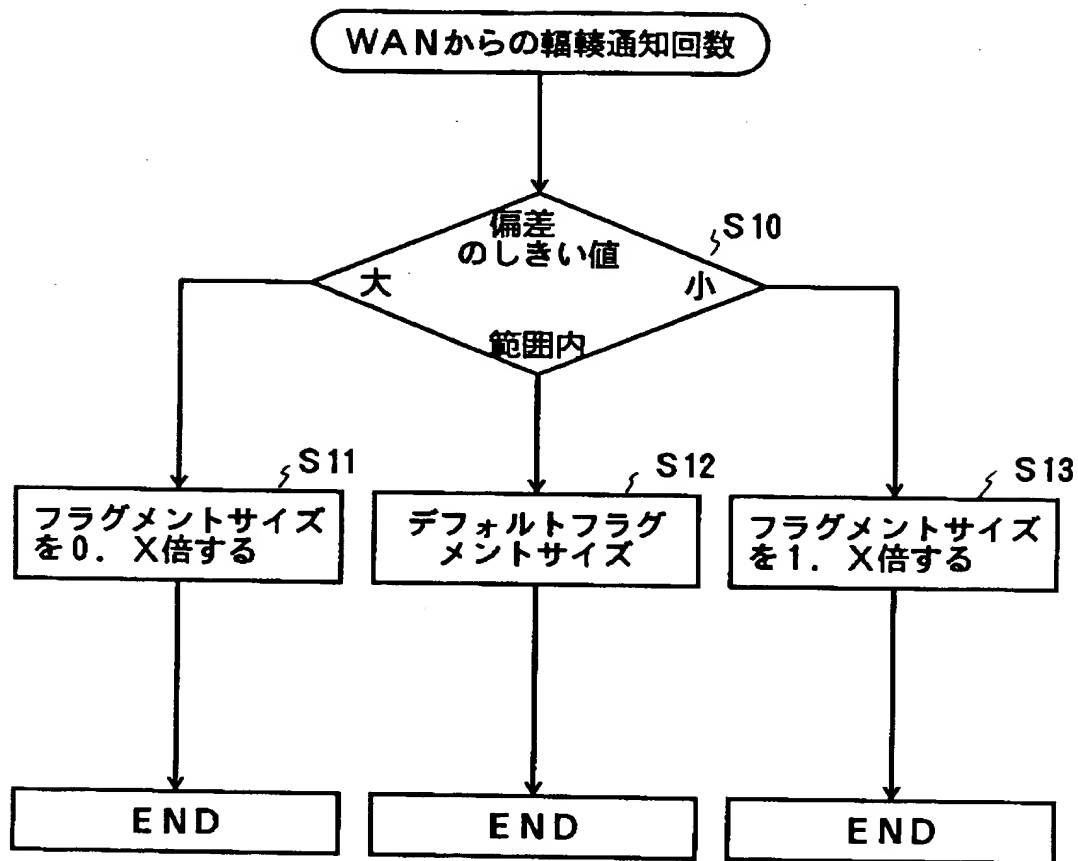 WANからの輻輳通知回数
偏差
のしきい値
S10
大
小
範囲内
S11
フラグメントサイズ
を0.X倍する
S12
デフォルトフラグ
メントサイズ
S13
フラグメントサイズ
を1.X倍する
END
END
END